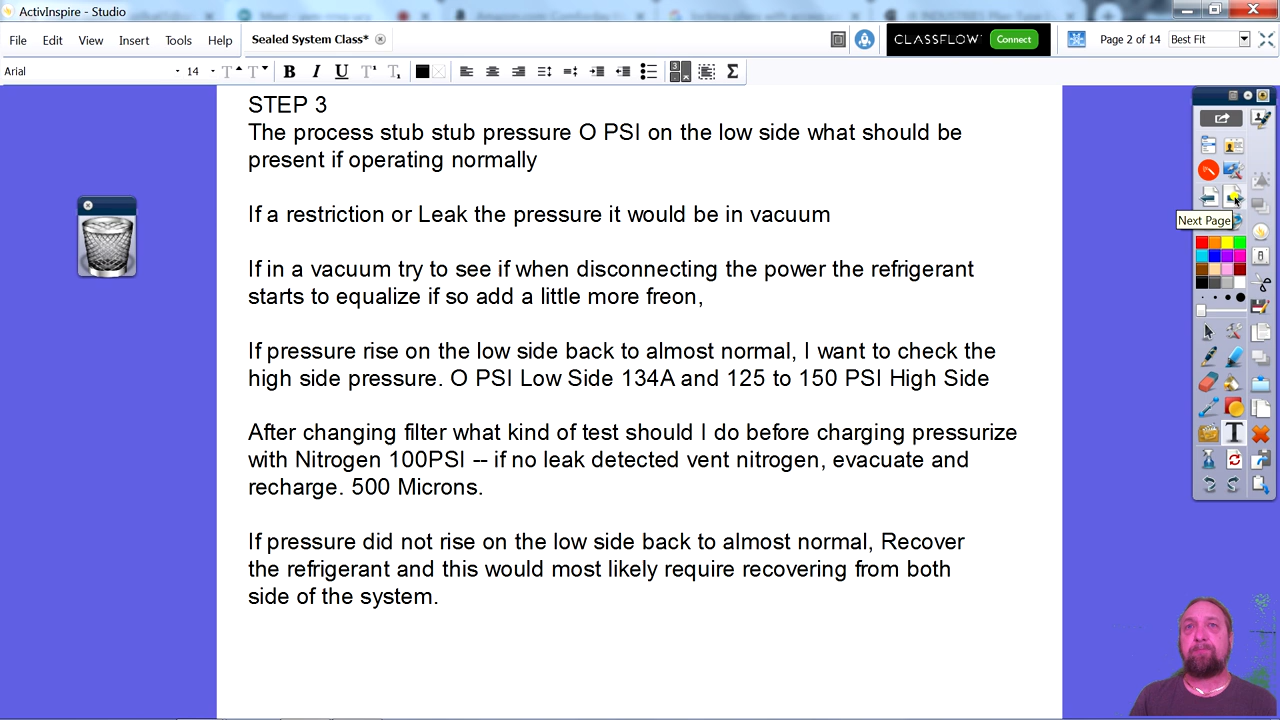 ActivInspire - Studio
File Edit View Insert Tools Help
Sealed System Class*
CLASSFLOW Connect
Page 2 of 14 Best Fit
Arial 14 B I U
STEP 3
The process stub stub pressure O PSI on the low side what should be
present if operating normally
If a restriction or Leak the pressure it would be in vacuum
If in a vacuum try to see if when disconnecting the power the refrigerant
starts to equalize if so add a little more freon,
If pressure rise on the low side back to almost normal, I want to check the
high side pressure. O PSI Low Side 134A and 125 to 150 PSI High Side
After changing filter what kind of test should I do before charging pressurize
with Nitrogen 100PSI -- if no leak detected vent nitrogen, evacuate and
recharge. 500 Microns.
If pressure did not rise on the low side back to almost normal, Recover
the refrigerant and this would most likely require recovering from both
side of the system.
Next Page